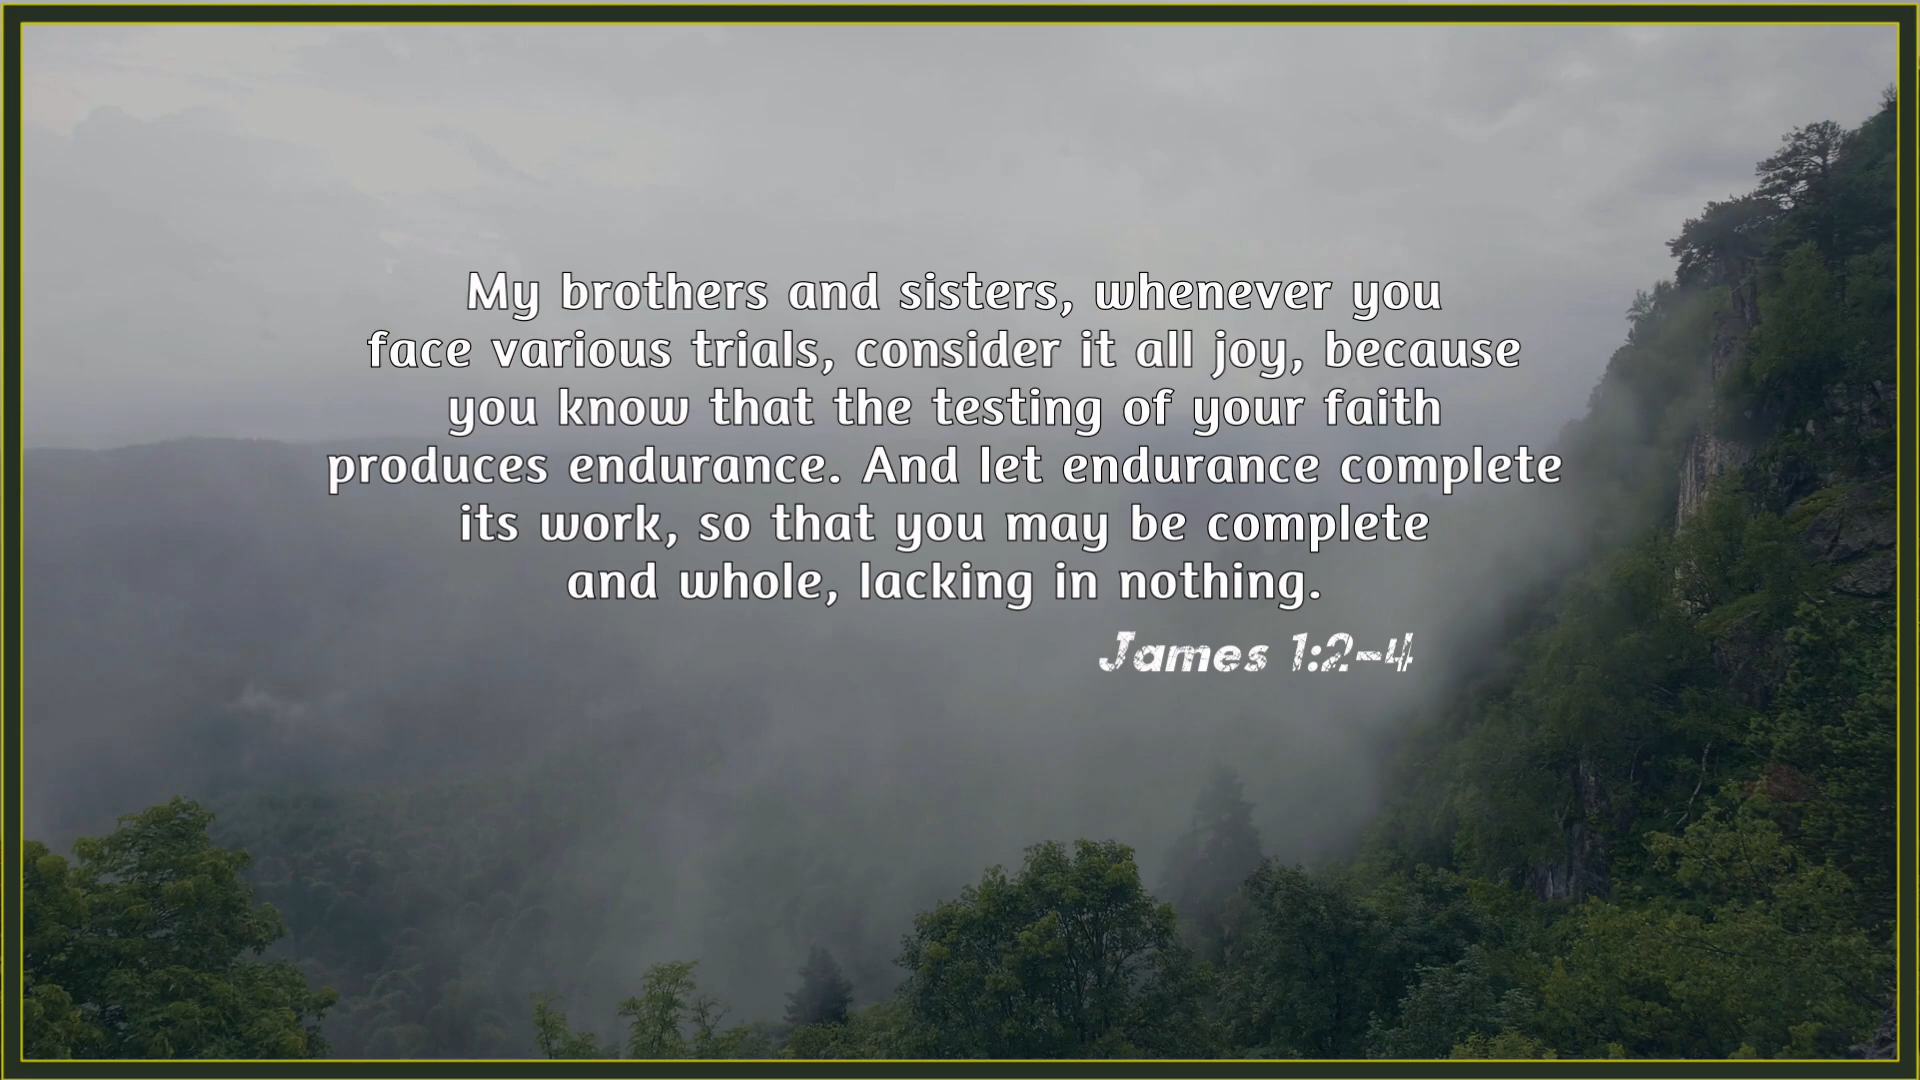 My brothers and sisters, whenever you
face various trials, consider it all joy, because
you know that the testing of your faith
produces endurance. And let endurance complete
its work, so that you may be complete
and whole, lacking in nothing.
James 1:2-4